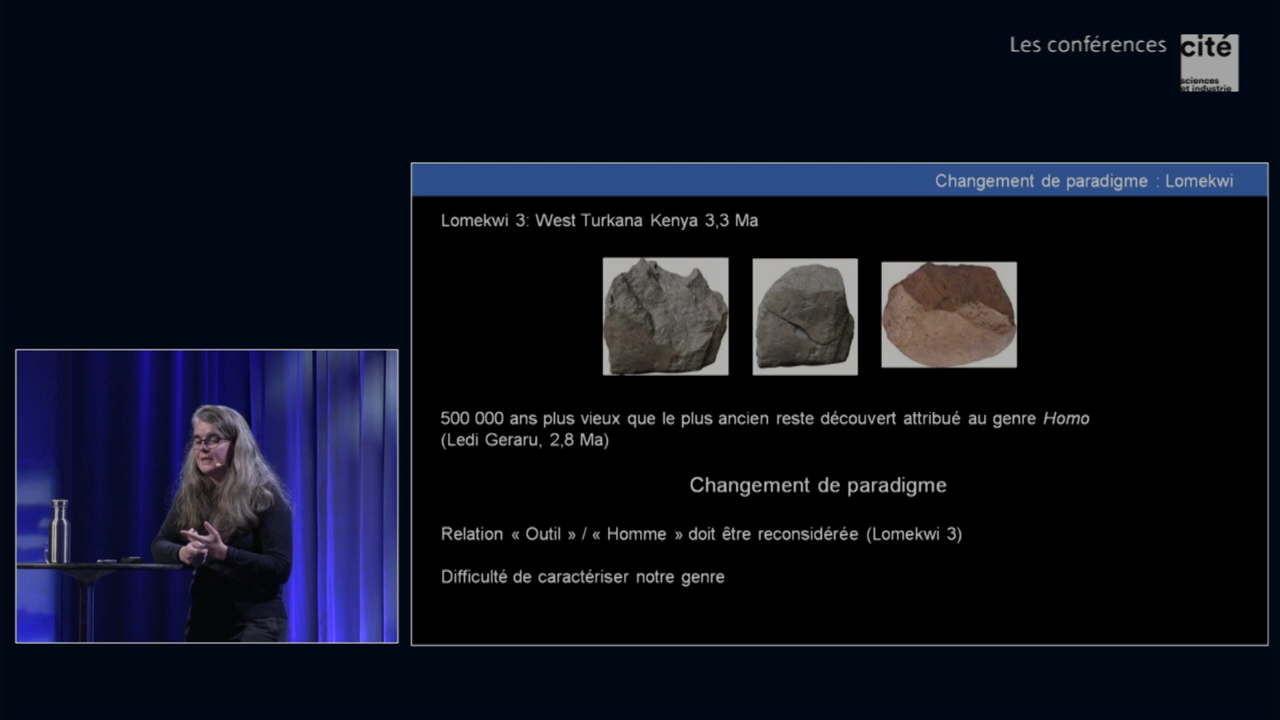 Les conférences
cité
sciences
et industrie
Changement de paradigme : Lomekwi
Lomekwi 3: West Turkana Kenya 3,3 Ma
500 000 ans plus vieux que le plus ancien reste découvert attribué au genre Homo
(Ledi Geraru, 2,8 Ma)
Changement de paradigme
Relation « Outil » / « Homme » doit être reconsidérée (Lomekwi 3)
Difficulté de caractériser notre genre